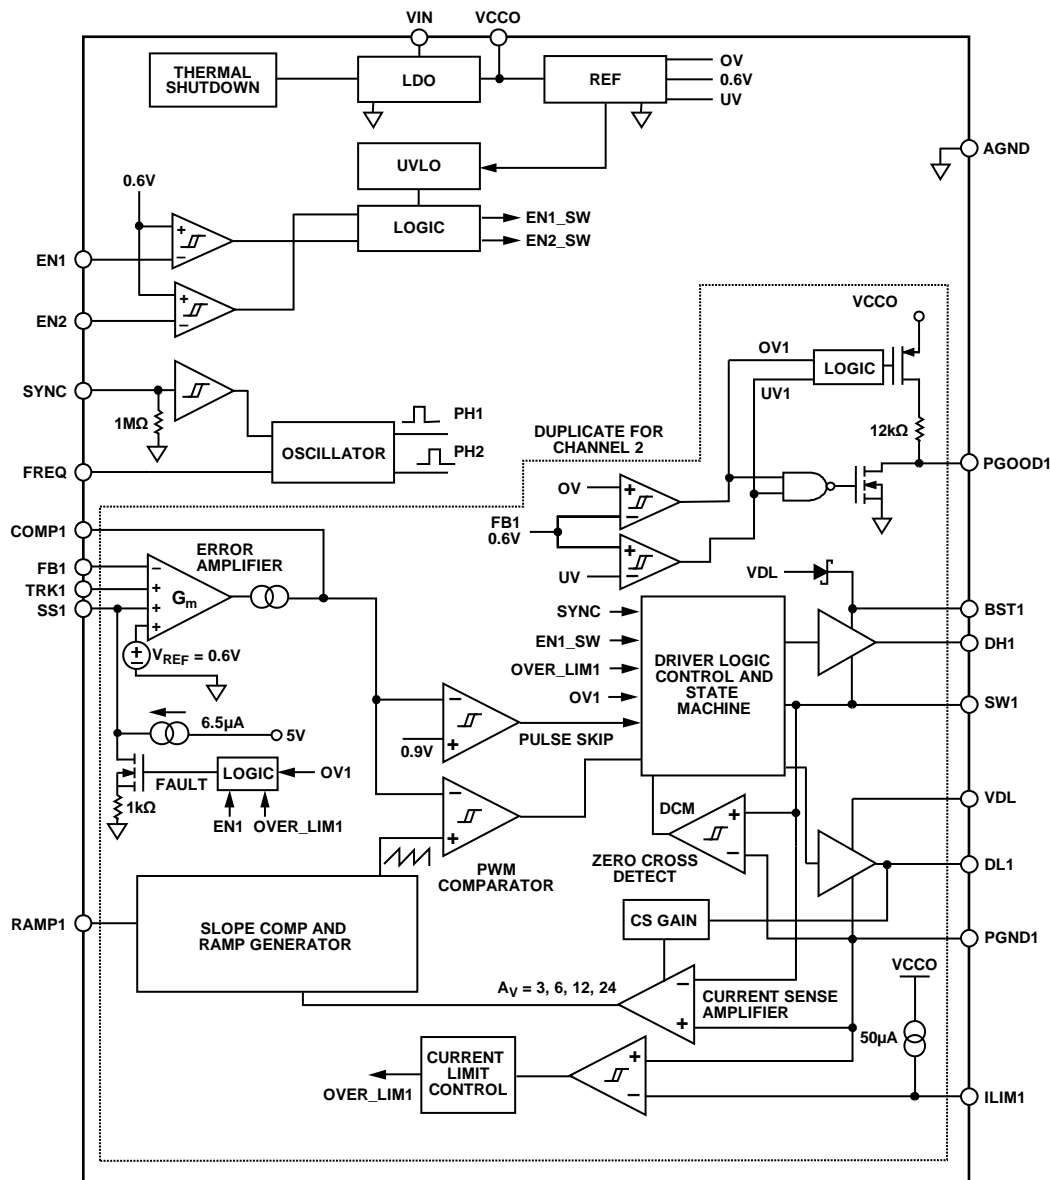 VIN
VCCO
THERMAL
SHUTDOWN
LDO
REF
OV
0.6V
UV
AGND
UVLO
0.6V
LOGIC
EN1_SW
EN2_SW
+
–
EN1
+
–
EN2
VCCO
OV1
LOGIC
UV1
SYNC
1MΩ
PH1
OSCILLATOR
PH2
FREQ
12kΩ
DUPLICATE FOR
CHANNEL 2
PGOOD1
OV
+
–
FB1
0.6V
+
–
UV
COMP1
ERROR
AMPLIFIER
FB1
–
TRK1
+
Gm
SS1
+
+
VREF = 0.6V
VDL
BST1
SYNC
EN1_SW
OVER_LIM1
OV1
DRIVER LOGIC
CONTROL AND
STATE
MACHINE
DH1
SW1
6.5µA
5V
–
0.9V
+
PULSE SKIP
FAULT
LOGIC
OV1
1kΩ
EN1
OVER_LIM1
–
+
PWM
COMPARATOR
DCM
+
–
ZERO CROSS
DETECT
VDL
DL1
RAMP1
SLOPE COMP AND
RAMP GENERATOR
CS GAIN
PGND1
AV = 3, 6, 12, 24
–
+
CURRENT SENSE
AMPLIFIER
VCCO
50µA
CURRENT
LIMIT
CONTROL
OVER_LIM1
+
–
ILIM1